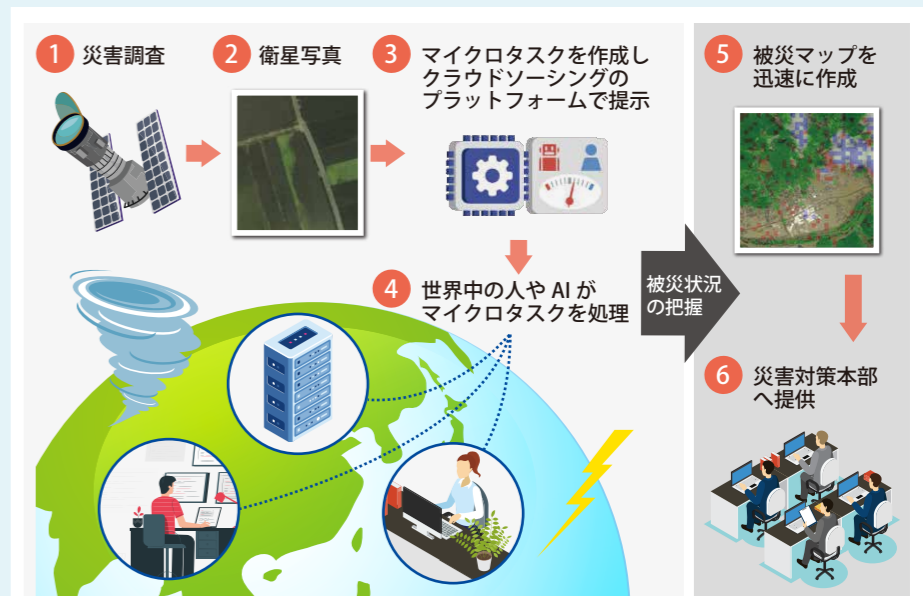 1 災害調査
2 衛星写真
3 マイクロタスクを作成し
クラウドソーシングの
プラットフォームで提示
4 世界中の人や AI が
マイクロタスクを処理
被災状況
の把握
5 被災マップを
迅速に作成
6 災害対策本部
へ提供